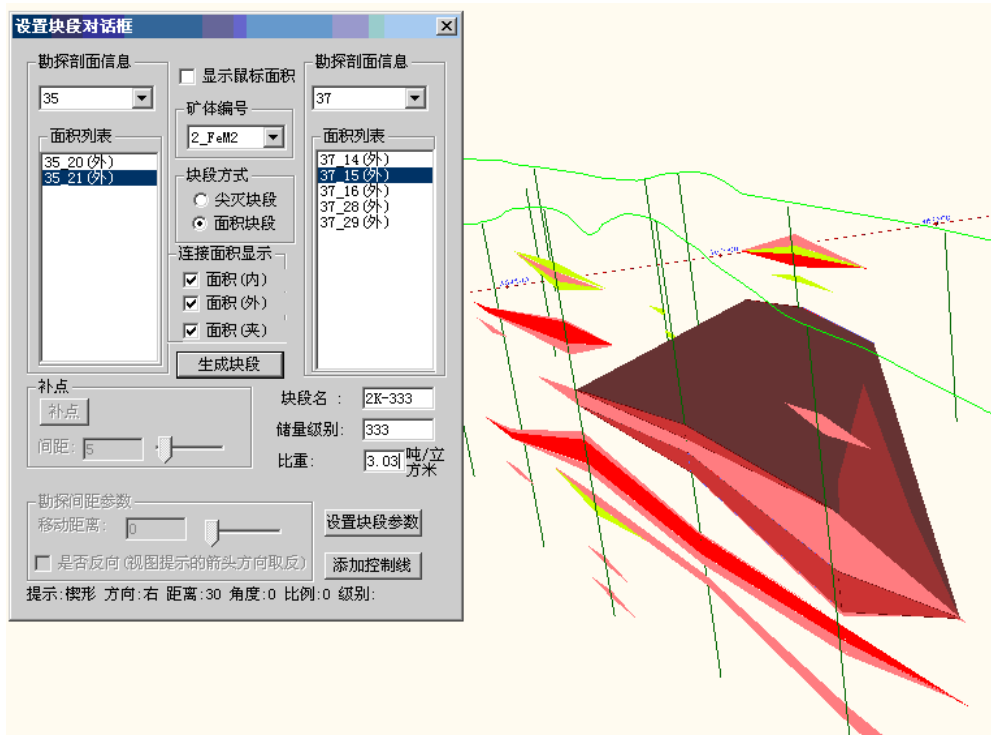 设置块段对话框
勘探剖面信息
35
面积列表
35_20(外)
35_21(外)
显示鼠标面积
矿体编号
2_FeM2
块段方式
尖灭块段
面积块段
连接面积显示
面积(内)
面积(外)
面积(夹)
生成块段
勘探剖面信息
37
面积列表
37_14(外)
37_15(外)
37_16(外)
37_28(外)
37_29(外)
补点
补点
间距:
5
块段名 :
2K-333
储量级别:
333
比重:
3.03
吨/立
方米
勘探间距参数
移动距离:
0
是否反向(视图提示的箭头方向取反)
设置块段参数
添加控制线
提示:楔形 方向:右 距离:30 角度:0 比例:0 级别: